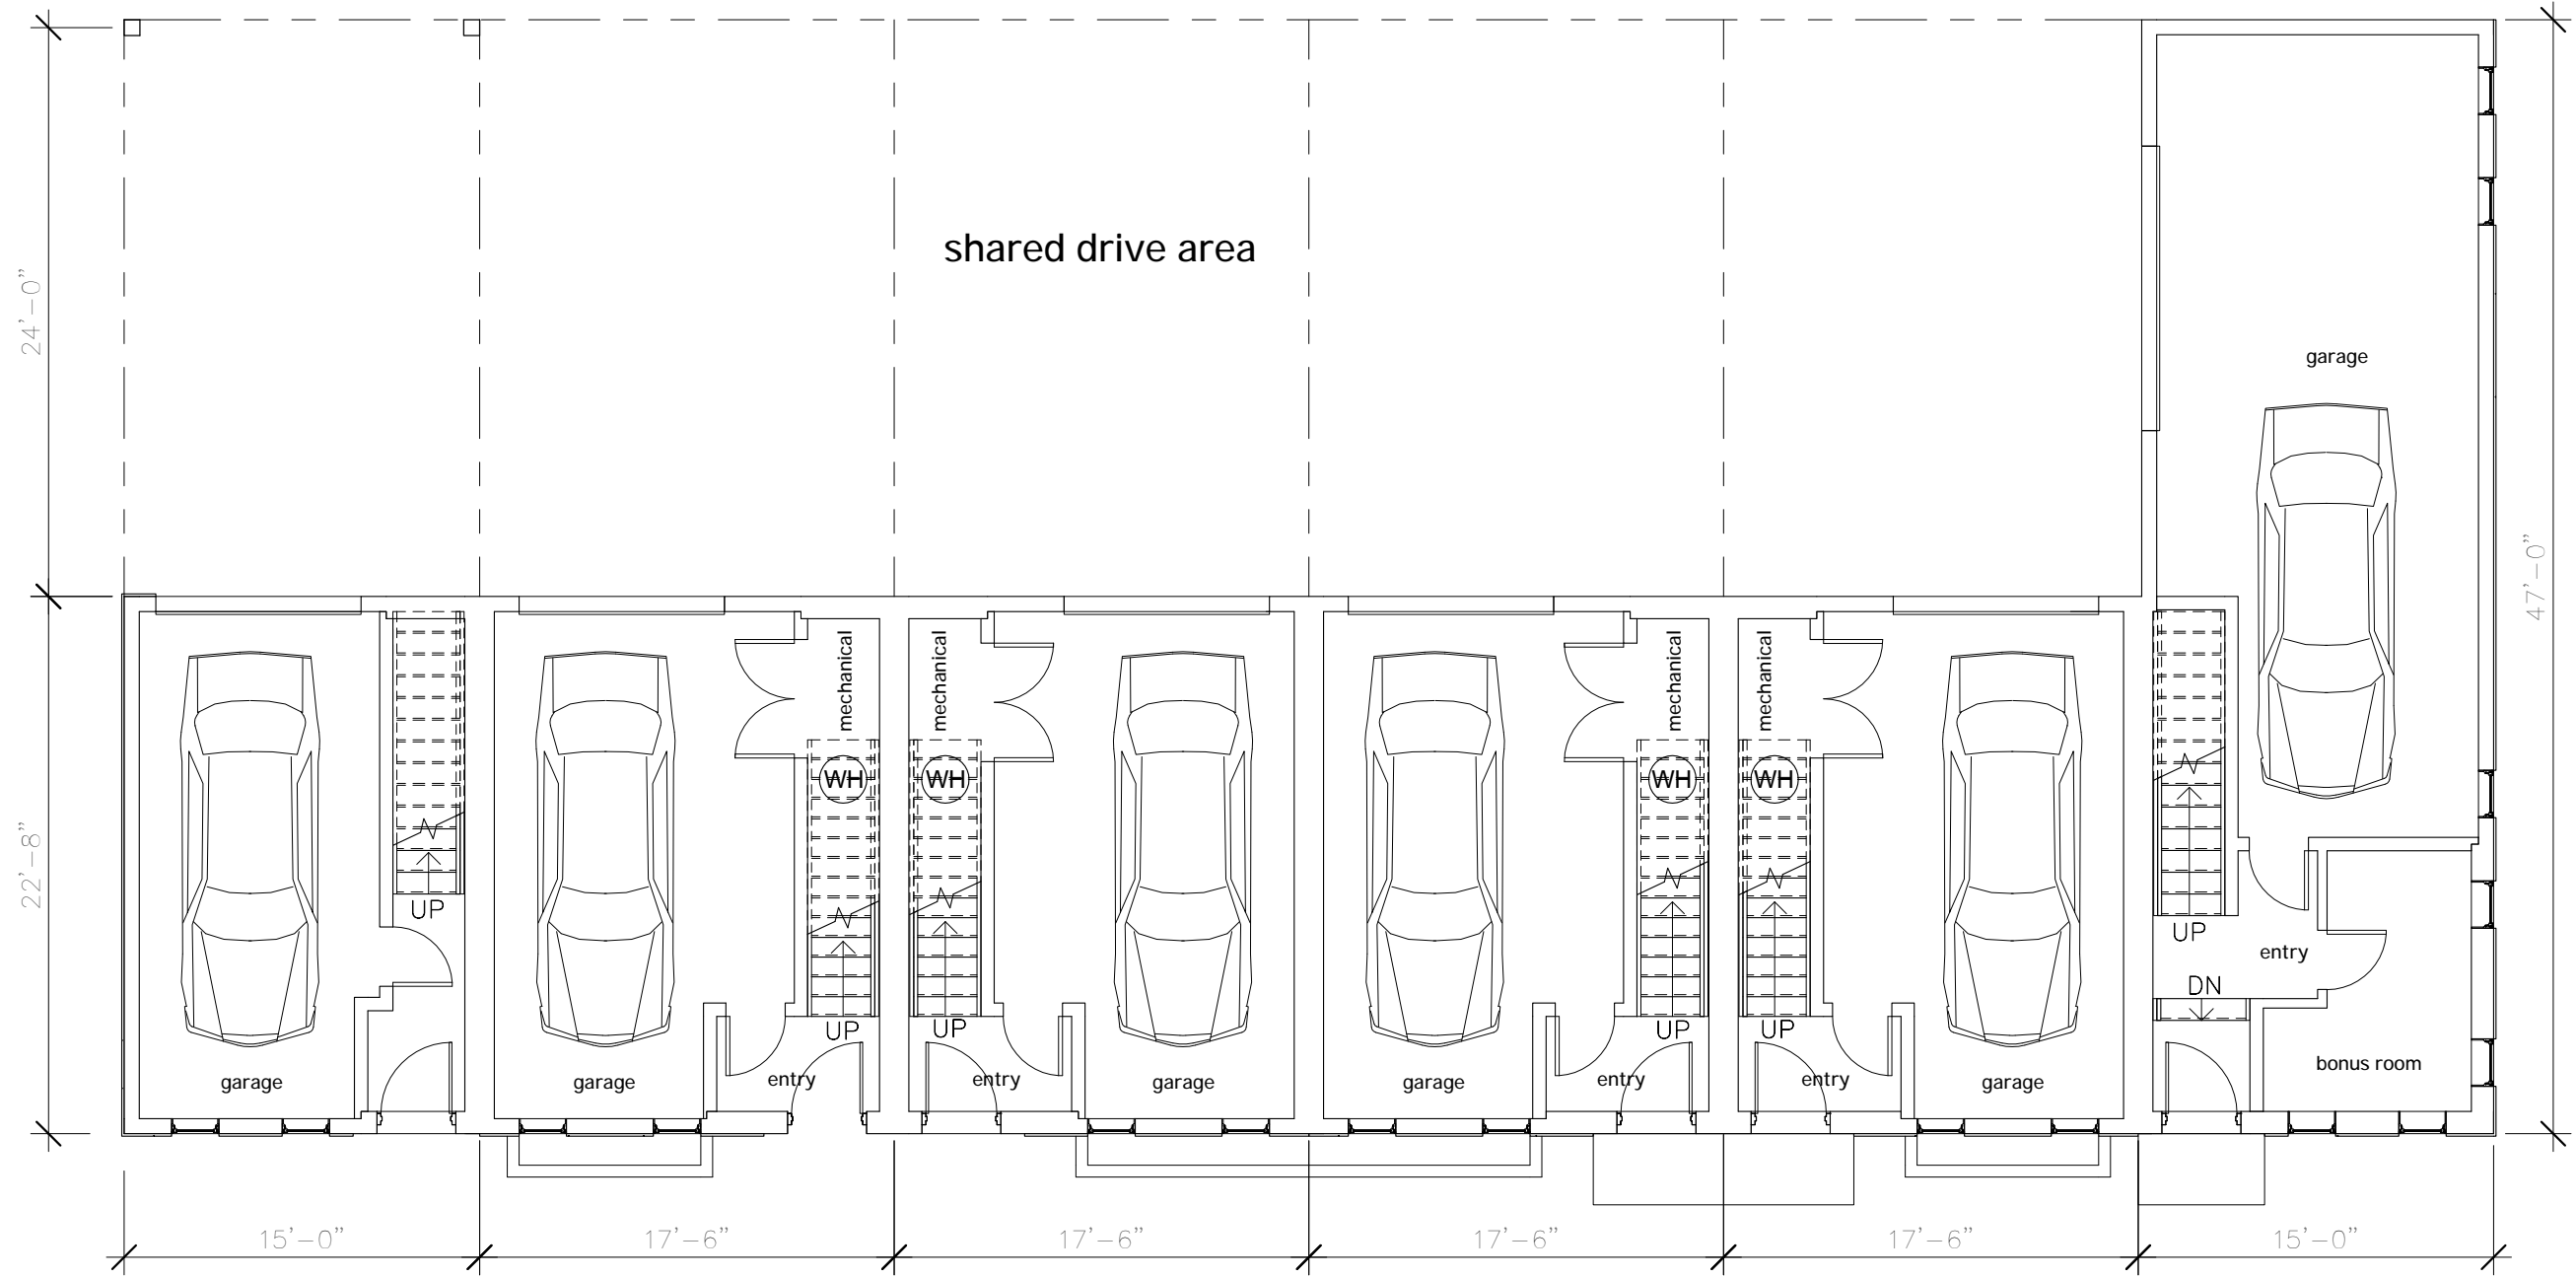 shared drive area
24'-0"
garage
47'-0"
mechanical
mechanical
mechanical
mechanical
WH
WH
WH
WH
22'-8"
UP
UP
entry
DN
UP
UP
UP
UP
bonus room
garage
garage
entry
entry
garage
garage
entry
entry
garage
15'-0"
17'-6"
17'-6"
17'-6"
17'-6"
15'-0"